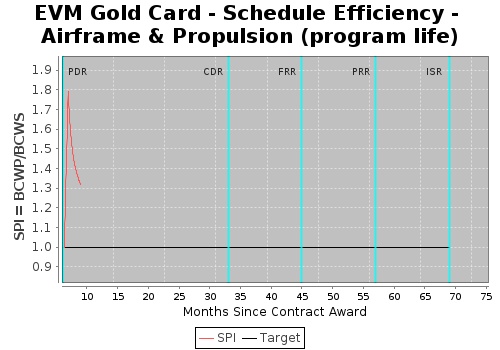 EVM Gold Card - Schedule Efficiency -
Airframe & Propulsion (program life)
PDR CDR FRR PRR ISR
1.9
1.8
1.7
1.6
1.5
1.4
1.3
1.2
1.1
1.0
0.9
SPI = BCWP/BCWS
10 15 20 25 30 35 40 45 50 55 60 65 70 75
Months Since Contract Award
SPI Target